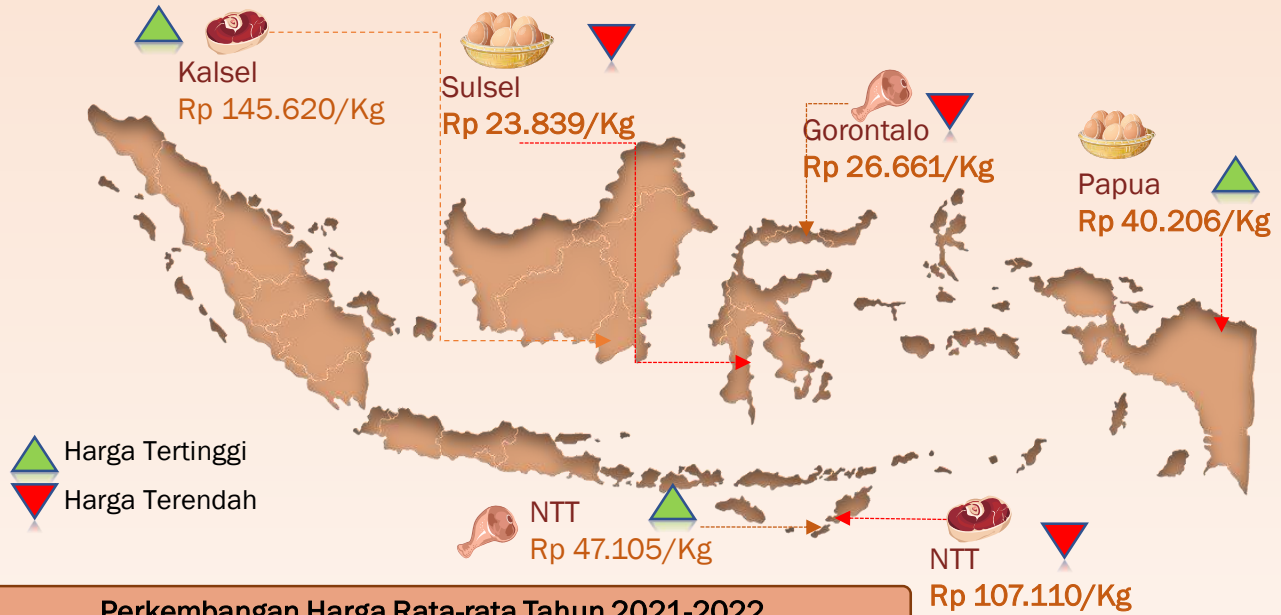 Kalsel
Rp 145.620/Kg
Sulsel
Rp 23.839/Kg
Gorontalo
Rp 26.661/Kg
Papua
Rp 40.206/Kg
Harga Tertinggi
Harga Terendah
NTT
Rp 47.105/Kg
NTT
Rp 107.110/Kg
Perkembangan Harga Rata-rata Tahun 2021-2022